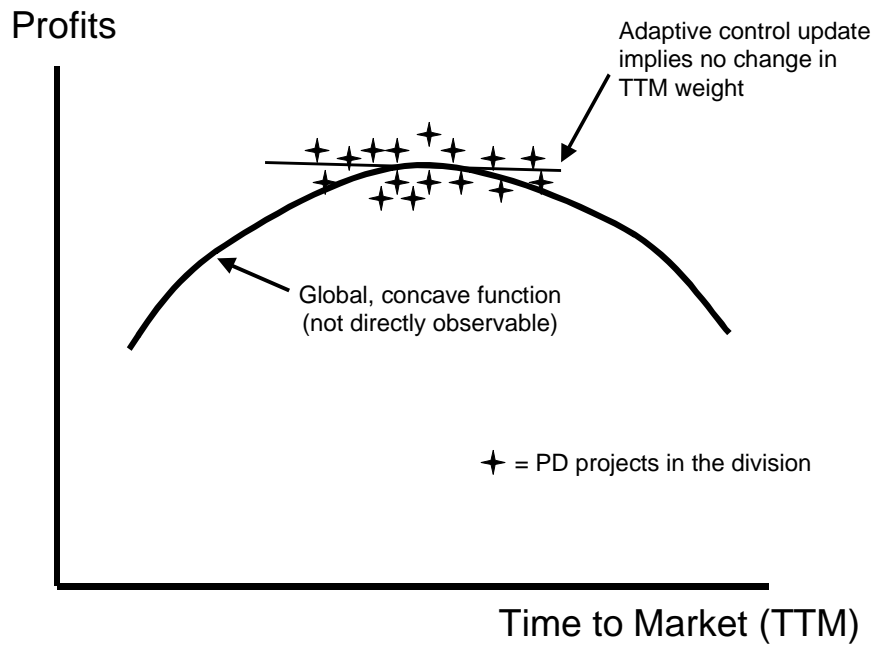 Profits
Adaptive control update
implies no change in
TTM weight
Global, concave function
(not directly observable)
= PD projects in the division
Time to Market (TTM)